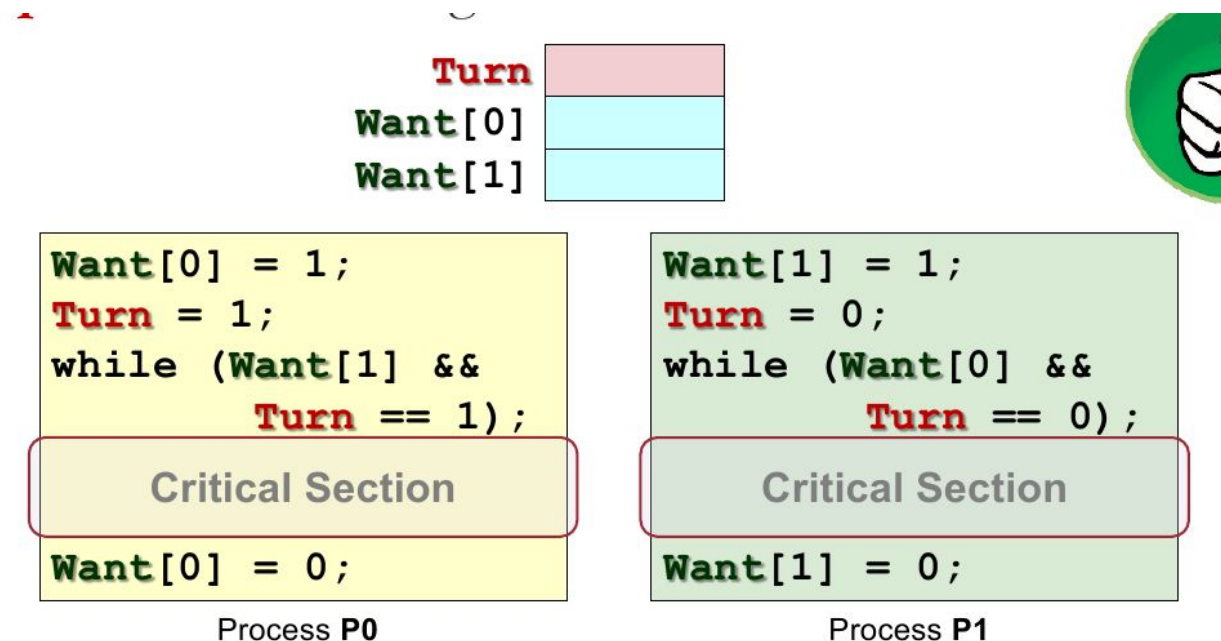 Turn
Want[0]
Want[1]
Want[0] = 1;
Turn = 1;
while (Want[1] &&
Turn == 1);
Critical Section
Want[0] = 0;
Process P0
Want[1] = 1;
Turn = 0;
while (Want[0] &&
Turn == 0);
Critical Section
Want[1] = 0;
Process P1